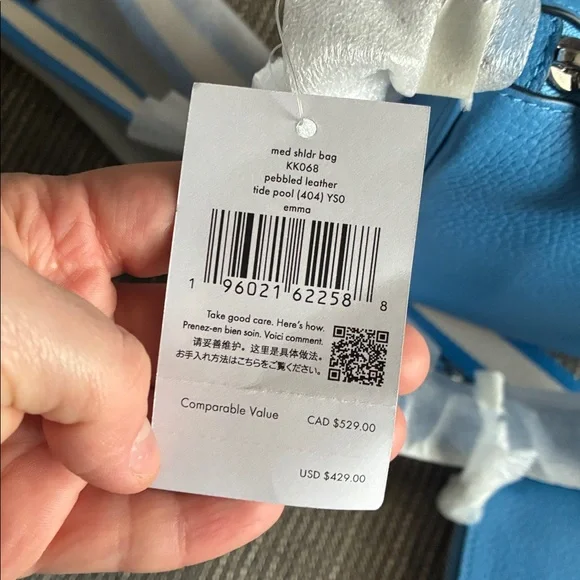 med shldr bag
KK068
pebbled leather
tide pool (404) YS0
emma
1 96021 62258 8
Take good care. Here's how.
Prenez-en bien soin. Voici comment.
请妥善维护。这里是具体做法。
お手入れ方法はこちらをご覧ください。
Comparable Value CAD $529.00
USD $429.00